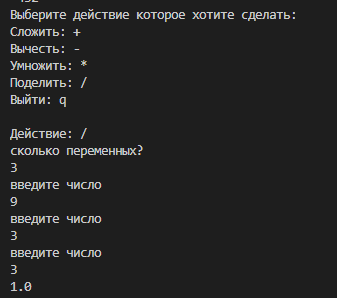 Выберите действие которое хотите сделать:
Сложить: +
Вычесть: -
Умножить: *
Поделить: /
Выйти: q
Действие: /
сколько переменных?
3
введите число
9
введите число
3
введите число
3
1.0